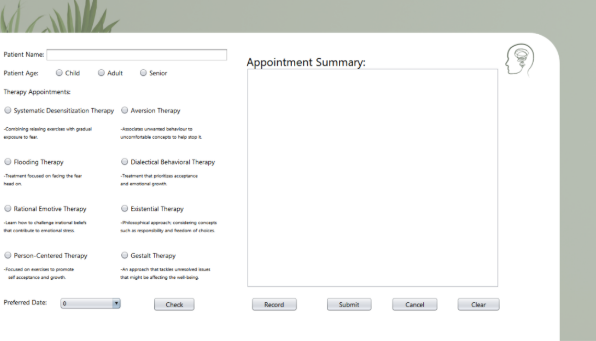 Patient Name:
Appointment Summary:
Patient Age: Child Adult Senior
Therapy Appointments:
Systematic Desensitization Therapy Aversion Therapy
-Combining relaxing exercises with gradual
exposure to fear.
-Associates unwanted behaviour to
uncomfortable concepts to help stop it.
Flooding Therapy Dialectical Behavioral Therapy
-Treatment focused on facing the fear
head on.
-Treatment that prioritizes acceptance
and emotional growth.
Rational Emotive Therapy Existential Therapy
-Learn how to challenge irrational beliefs
that contribute to emotional stress.
-Philosophical approach; considering concepts
such as responsibility and freedom of choices.
Person-Centered Therapy Gestalt Therapy
-Focused on exercises to promote
self acceptance and growth.
-An approach that tackles unresolved issues
that might be affecting the well-being.
Preferred Date: 0 Check Record Submit Cancel Clear